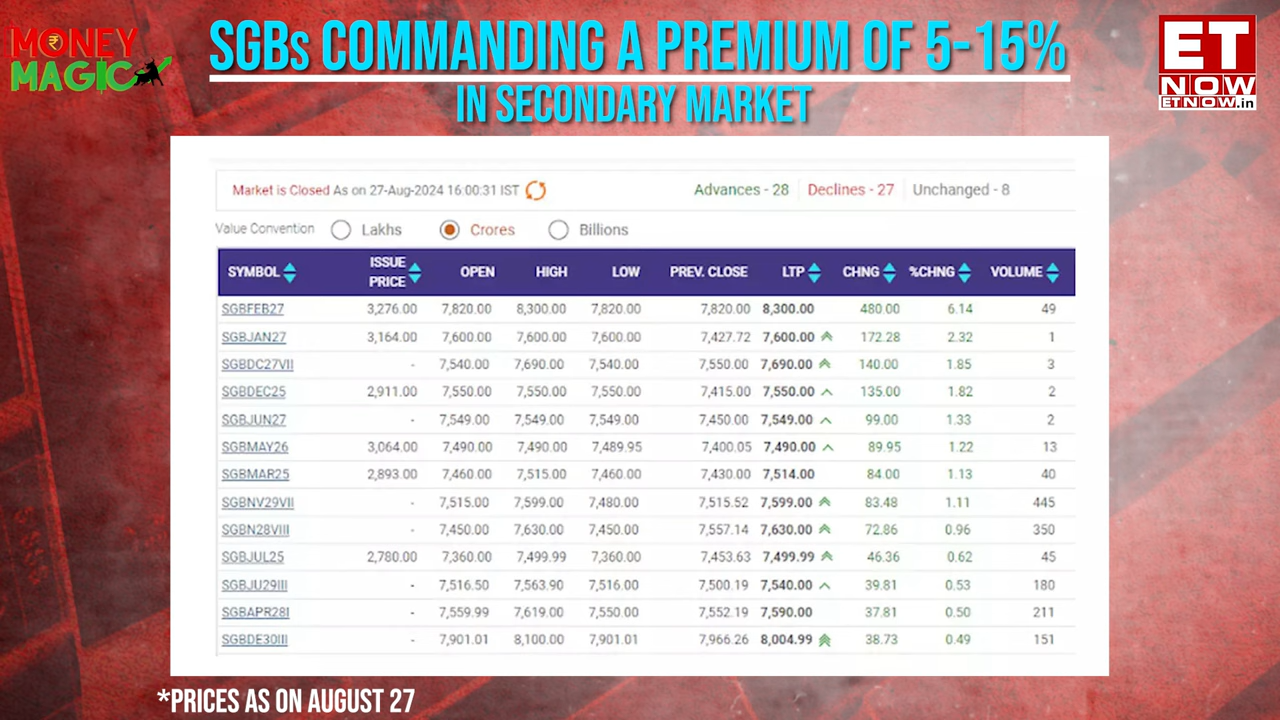 MONEY
MAGIC
SGBs COMMANDING A PREMIUM OF 5-15%
IN SECONDARY MARKET
ET
NOW
ETNOW.in
Market is Closed As on 27-Aug-2024 16:00:31 IST
Advances - 28 Declines - 27 Unchanged - 8
Value Convention Lakhs Crores Billions
SYMBOL ISSUE PRICE OPEN HIGH LOW PREV. CLOSE LTP CHNG %CHNG VOLUME
SGBFEB27 3,276.00 7,820.00 8,300.00 7,820.00 7,820.00 8,300.00 480.00 6.14 49
SGBJAN27 3,164.00 7,600.00 7,600.00 7,600.00 7,427.72 7,600.00 172.28 2.32 1
SGBDC27VII - 7,540.00 7,690.00 7,540.00 7,550.00 7,690.00 140.00 1.85 3
SGBDEC25 2,911.00 7,550.00 7,550.00 7,550.00 7,415.00 7,550.00 135.00 1.82 2
SGBJUN27 - 7,549.00 7,549.00 7,549.00 7,450.00 7,549.00 99.00 1.33 2
SGBMAY26 3,064.00 7,490.00 7,490.00 7,489.95 7,400.05 7,490.00 89.95 1.22 13
SGBMAR25 2,893.00 7,460.00 7,515.00 7,460.00 7,430.00 7,514.00 84.00 1.13 40
SGBNV29VII - 7,515.00 7,599.00 7,480.00 7,515.52 7,599.00 83.48 1.11 445
SGBN28VIII - 7,450.00 7,630.00 7,450.00 7,557.14 7,630.00 72.86 0.96 350
SGBJUL25 2,780.00 7,360.00 7,499.99 7,360.00 7,453.63 7,499.99 46.36 0.62 45
SGBJU29III - 7,516.50 7,563.90 7,516.00 7,500.19 7,540.00 39.81 0.53 180
SGBAPR28I - 7,559.99 7,619.00 7,550.00 7,552.19 7,590.00 37.81 0.50 211
SGBDE30III - 7,901.01 8,100.00 7,901.01 7,966.26 8,004.99 38.73 0.49 151
*PRICES AS ON AUGUST 27